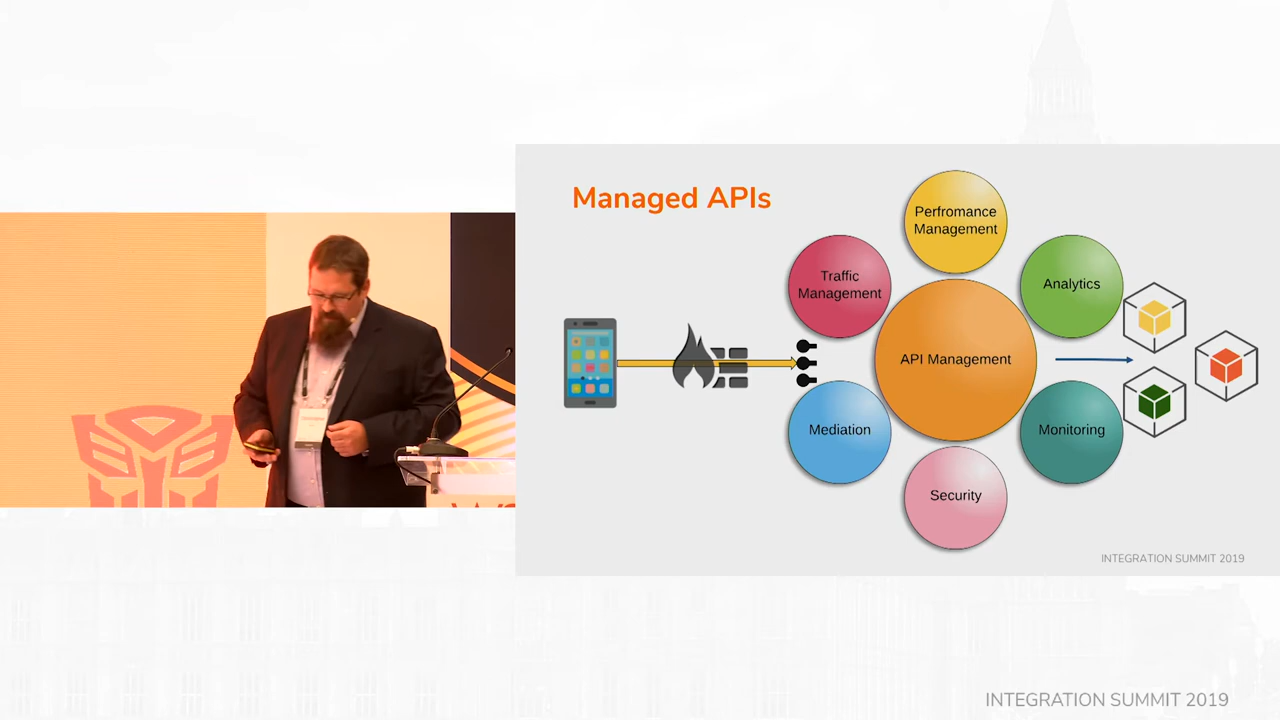 Managed APIs
Perfromance
Management
Traffic
Management
Analytics
API Management
Mediation
Monitoring
Security
INTEGRATION SUMMIT 2019
INTEGRATION SUMMIT 2019